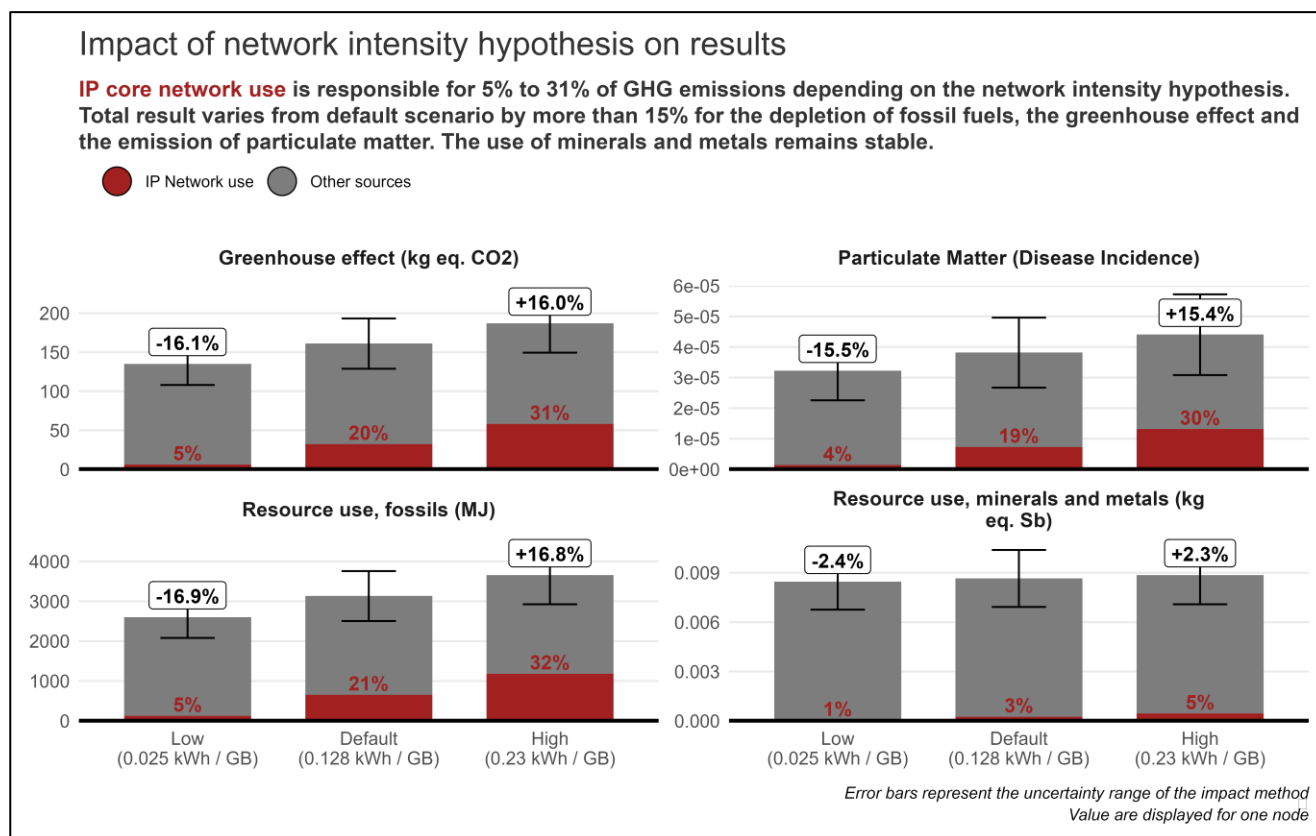 Impact of network intensity hypothesis on results
IP core network use is responsible for 5% to 31% of GHG emissions depending on the network intensity hypothesis.
Total result varies from default scenario by more than 15% for the depletion of fossil fuels, the greenhouse effect and
the emission of particulate matter. The use of minerals and metals remains stable.
IP Network use
Other sources
Greenhouse effect (kg eq. CO2)
200
150
100
50
0
-16.1%
+16.0%
5%
20%
31%
Particulate Matter (Disease Incidence)
6e-05
5e-05
4e-05
3e-05
2e-05
1e-05
0e+00
-15.5%
+15.4%
4%
19%
30%
Resource use, fossils (MJ)
4000
3000
2000
1000
0
-16.9%
+16.8%
5%
21%
32%
Low
(0.025 kWh / GB)
Default
(0.128 kWh / GB)
High
(0.23 kWh / GB)
Resource use, minerals and metals (kg
eq. Sb)
0.009
0.006
0.003
0.000
-2.4%
+2.3%
1%
3%
5%
Low
(0.025 kWh / GB)
Default
(0.128 kWh / GB)
High
(0.23 kWh / GB)
Error bars represent the uncertainty range of the impact method
Value are displayed for one node